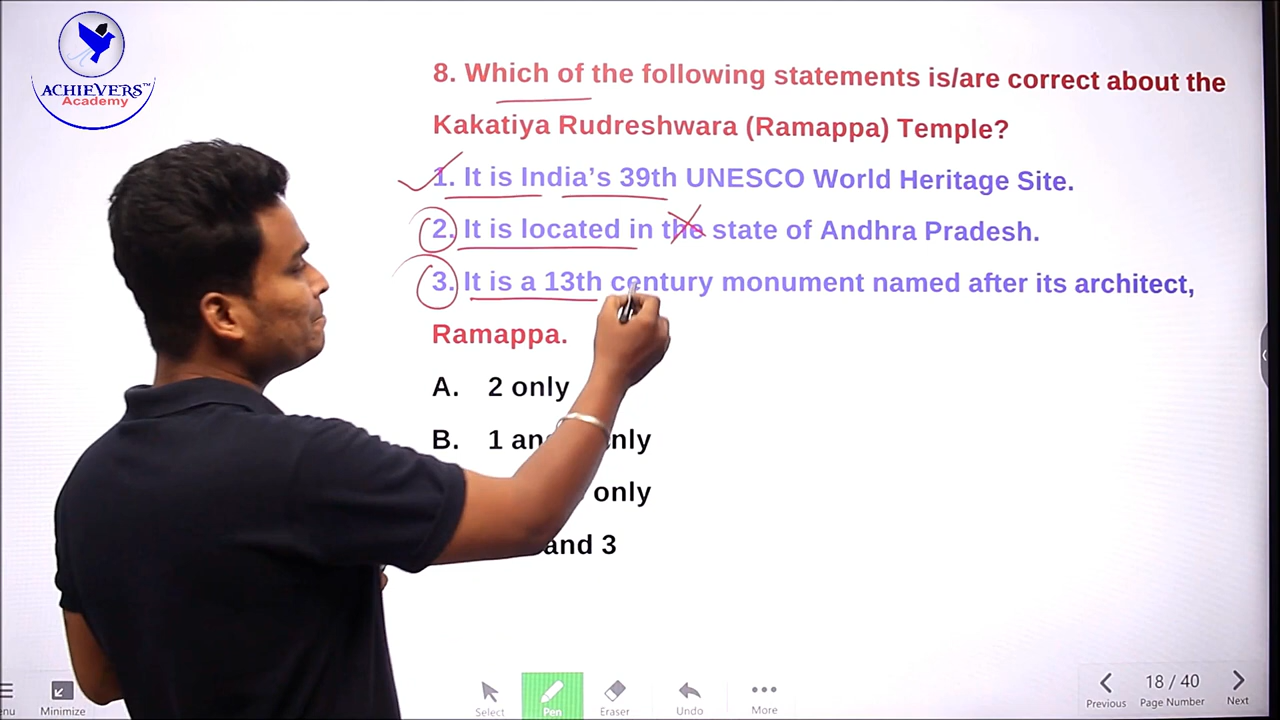 ACHIEVERS™
Academy
8. Which of the following statements is/are correct about the
Kakatiya Rudreshwara (Ramappa) Temple?
1. It is India's 39th UNESCO World Heritage Site.
2. It is located in the state of Andhra Pradesh.
3. It is a 13th century monument named after its architect,
Ramappa.
A. 2 only
B. 1 only
only
and 3
Minimize
Select
Pen
Eraser
Undo
More
18 / 40
Previous
Page Number
Next